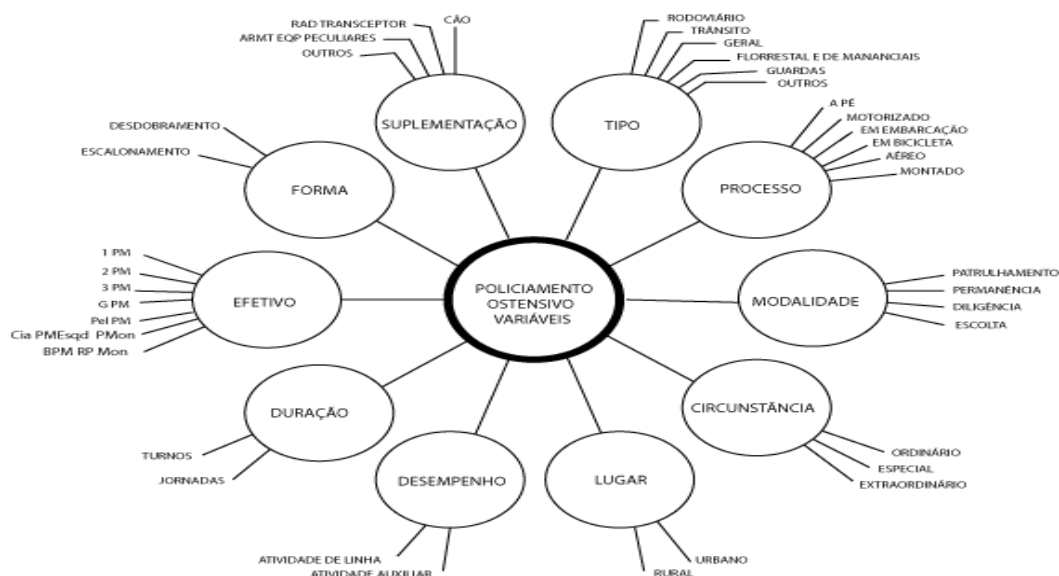 CÃO
RAD TRANSCEPTOR
ARMT EQP PECULIARES
OUTROS
SUPLEMENTAÇÃO
RODOVIÁRIO
TRÂNSITO
GERAL
FLORRESTAL E DE MANANCIAIS
GUARDAS
OUTROS
TIPO
A PÉ
MOTORIZADO
EM EMBARCAÇÃO
EM BICICLETA
AÉREO
MONTADO
PROCESSO
DESDOBRAMENTO
ESCALONAMENTO
FORMA
1 PM
2 PM
3 PM
G PM
Pel PM
Cia PMEsqd PMon
BPM RP Mon
EFETIVO
POLICIAMENTO
OSTENSIVO
VARIÁVEIS
MODALIDADE
PATRULHAMENTO
PERMANÊNCIA
DILIGÊNCIA
ESCOLTA
DURAÇÃO
TURNOS
JORNADAS
CIRCUNSTÂNCIA
ORDINÁRIO
ESPECIAL
EXTRAORDINÁRIO
DESEMPENHO
ATIVIDADE DE LINHA
ATIVIDADE AUXILIAR
LUGAR
URBANO
RURAL